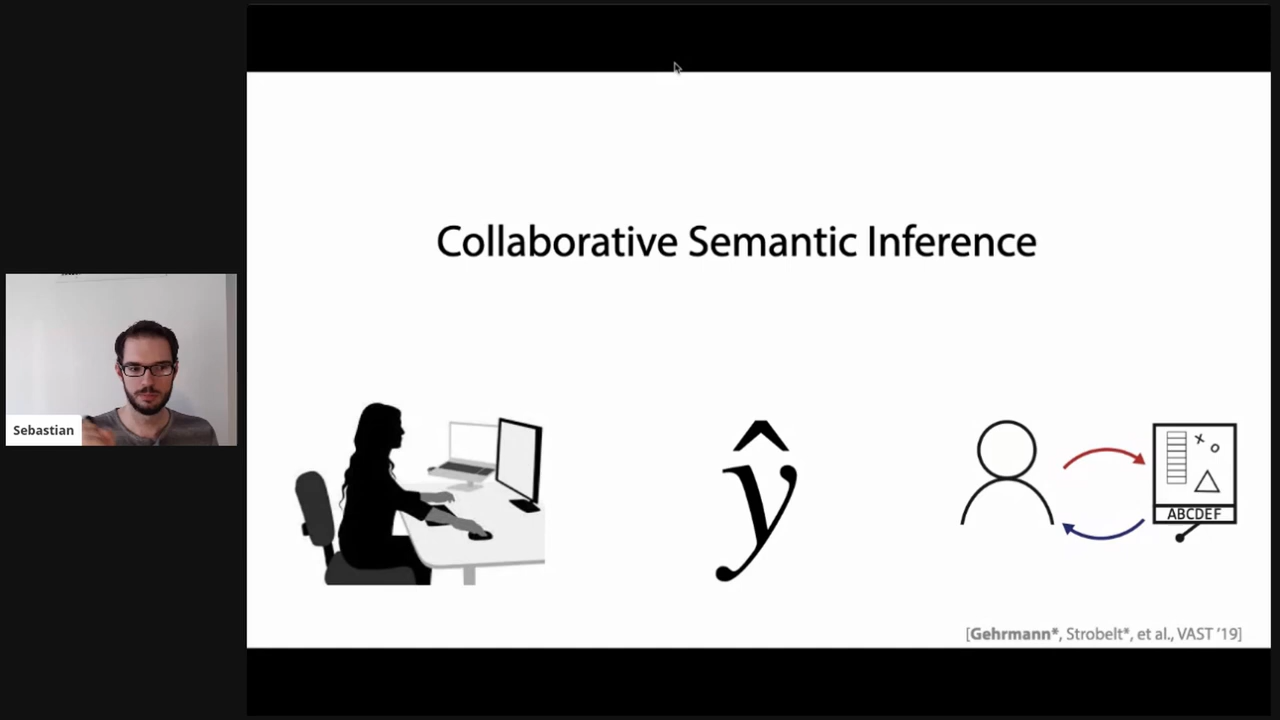 Collaborative Semantic Inference
ŷ
ABCDEF
[Gehrmann*, Strobelt*, et al., VAST '19]
Sebastian